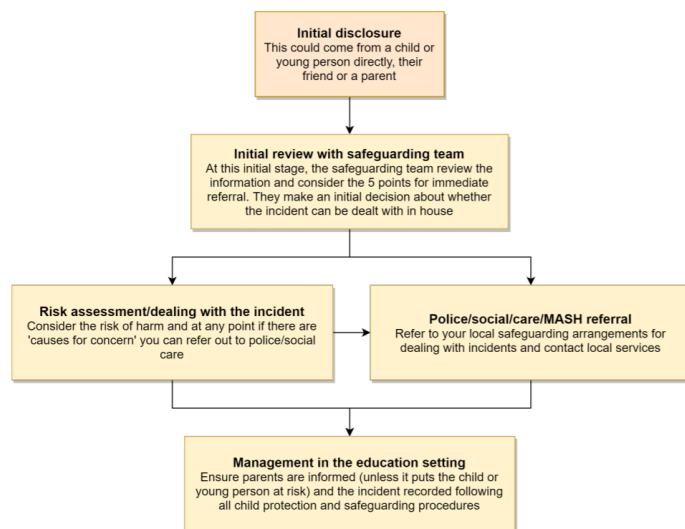 Initial disclosure
This could come from a child or
young person directly, their
friend or a parent
Initial review with safeguarding team
At this initial stage, the safeguarding team review the
information and consider the 5 points for immediate
referral. They make an initial decision about whether
the incident can be dealt with in house
Risk assessment/dealing with the incident
Consider the risk of harm and at any point if there are
'causes for concern' you can refer out to police/social
care
Police/social/care/MASH referral
Refer to your local safeguarding arrangements for
dealing with incidents and contact local services
Management in the education setting
Ensure parents are informed (unless it puts the child or
young person at risk) and the incident recorded following
all child protection and safeguarding procedures